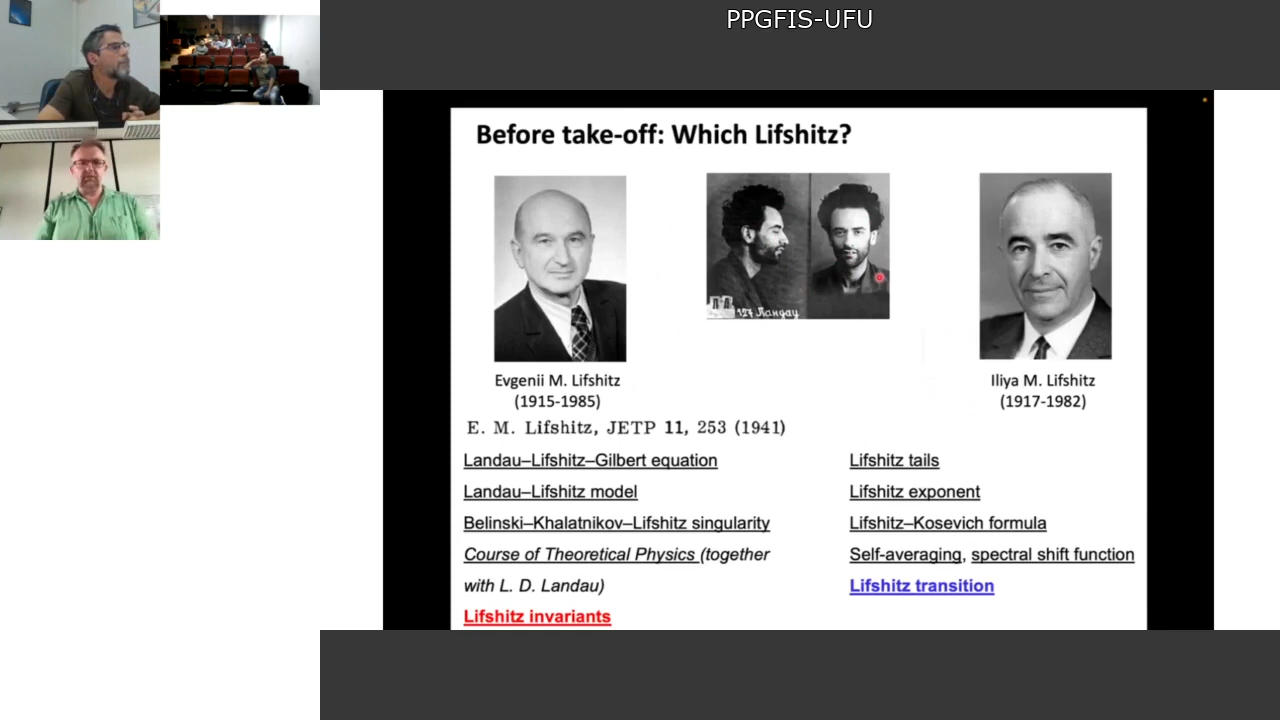 PPGFIS-UFU
Before take-off: Which Lifshitz?
127 Ландау
Evgenii M. Lifshitz
(1915-1985)
Iliya M. Lifshitz
(1917-1982)
E. M. Lifshitz, JETP 11, 253 (1941)
Landau–Lifshitz–Gilbert equation
Landau–Lifshitz model
Belinski–Khalatnikov–Lifshitz singularity
Course of Theoretical Physics (together
with L. D. Landau)
Lifshitz invariants
Lifshitz tails
Lifshitz exponent
Lifshitz–Kosevich formula
Self-averaging, spectral shift function
Lifshitz transition